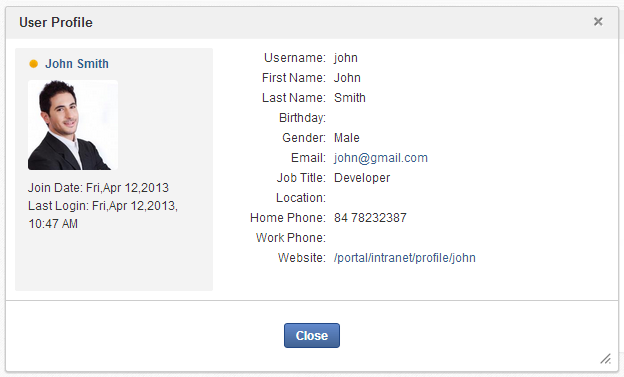 User Profile
John Smith
Join Date: Fri,Apr 12,2013
Last Login: Fri,Apr 12,2013,
10:47 AM
Username: john
First Name: John
Last Name: Smith
Birthday:
Gender: Male
Email: john@gmail.com
Job Title: Developer
Location:
Home Phone: 84 78232387
Work Phone:
Website: /portal/intranet/profile/john
Close